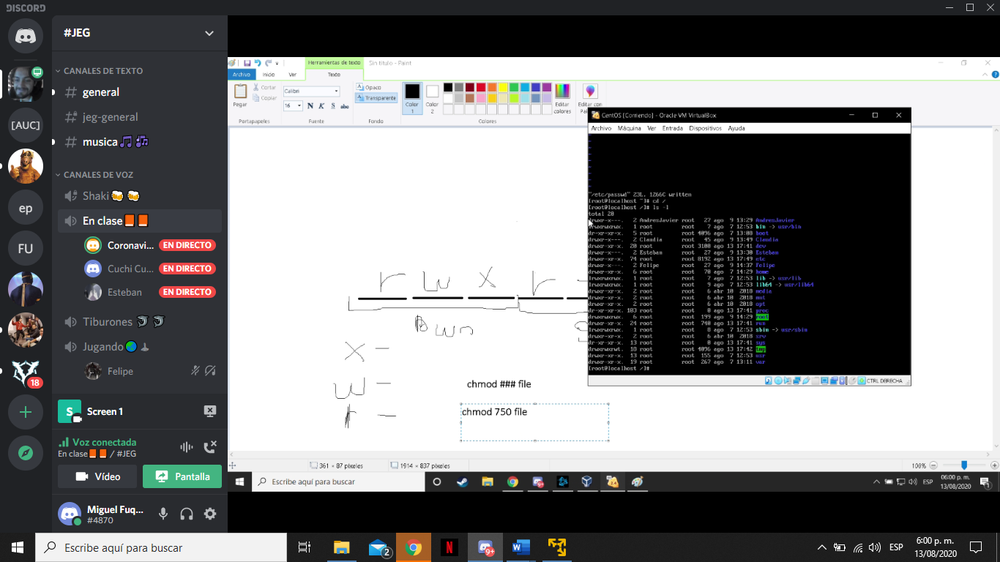 DISCORD
#JEG
CANALES DE TEXTO
general
jeg-general
musica🎵🎶
CANALES DE VOZ
Shaki🍻 🍻
En clase📙📙
Coronavi... EN DIRECTO
Cuchi Cu... EN DIRECTO
Esteban EN DIRECTO
Tiburones 🦈 🦈
Jugando
Felipe
[AUC]
ep
FU
18
S
Screen 1
Voz conectada
En clase📙📙 / #JEG
Vídeo
Pantalla
Miguel Fuq...
#4870
Herramientas de texto
Sin título - Paint
Archivo Inicio Ver Texto
Pegar
Cortar
Copiar
Portapapeles
Calibri
16 N K S abc
Fuente
Opaco
Transparente
Fondo
Color 1
Color 2
Editar colores
Editar con
r w x r -
own
x =
w -
r =
chmod ### file
chmod 750 file
CentOS [Corriendo] - Oracle VM VirtualBox
Archivo Máquina Ver Entrada Dispositivos Ayuda
"/etc/passwd" 23L, 1266C written
[root@localhost ~]# cd /
[root@localhost /]# ls -l
total 28
drwxr-x---. 2 AndresJavier root 27 ago 9 13:29 AndresJavier
lrwxrwxrwx. 1 root root 7 ago 7 12:53 bin -> usr/bin
dr-xr-xr-x. 5 root root 4096 ago 7 13:08 boot
drwxr-x---. 2 Claudia root 45 ago 9 13:49 Claudia
drwxr-xr-x. 20 root root 3100 ago 13 17:41 dev
drwxr-x---. 2 Esteban root 27 ago 9 13:30 Esteban
drwxr-xr-x. 74 root root 8192 ago 13 17:49 etc
drwxr-x---. 2 Felipe root 27 ago 9 14:37 Felipe
drwxr-xr-x. 6 root root 70 ago 7 14:29 home
lrwxrwxrwx. 1 root root 7 ago 7 12:53 lib -> usr/lib
lrwxrwxrwx. 1 root root 9 ago 7 12:53 lib64 -> usr/lib64
drwxr-xr-x. 2 root root 6 abr 10 2018 media
drwxr-xr-x. 2 root root 6 abr 10 2018 mnt
drwxr-xr-x. 2 root root 6 abr 10 2018 opt
dr-xr-xr-x. 103 root root 0 ago 13 17:41 proc
drwxrwxrwx. 6 root root 199 ago 9 14:29 root
drwxr-xr-x. 24 root root 740 ago 13 17:41 run
lrwxrwxrwx. 1 root root 8 ago 7 12:53 sbin -> usr/sbin
drwxr-xr-x. 2 root root 6 abr 10 2018 srv
dr-xr-xr-x. 13 root root 0 ago 13 17:41 sys
drwxrwxrwt. 18 root root 4096 ago 13 17:42 tmp
drwxr-xr-x. 13 root root 155 ago 7 12:53 usr
drwxr-xr-x. 19 root root 267 ago 7 13:11 var
[root@localhost /]#
CTRL DERECHA
361 × 87 píxeles
1914 × 837 píxeles
100%
Escribe aquí para buscar
ESP
06:00 p. m.
13/08/2020
Escribe aquí para buscar
2
9+
ESP
6:00 p. m.
13/08/2020